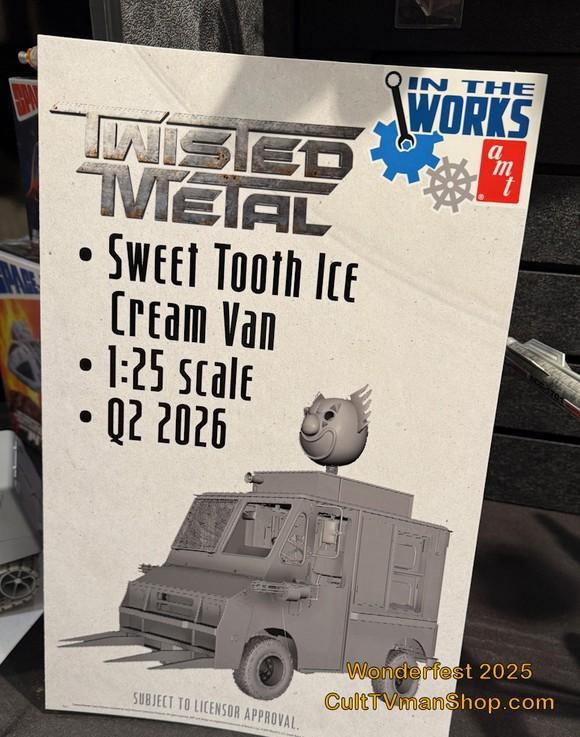 IN THE
WORKS
amt
TWISTED
METAL
• Sweet Tooth Ice
Cream Van
• 1:25 scale
• Q2 2026
SUBJECT TO LICENSOR APPROVAL.
Wonderfest 2025
CultTVmanShop.com